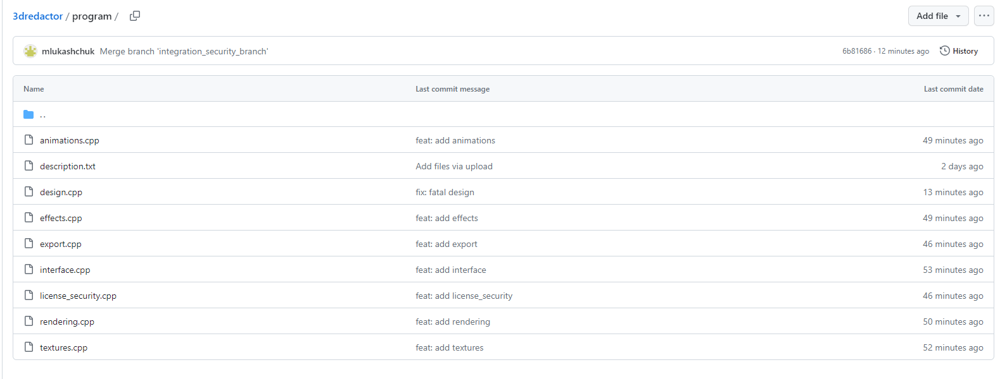 3dredactor / program /
Add file
mlukashchuk Merge branch 'integration_security_branch' 6b81686 · 12 minutes ago History
Name Last commit message Last commit date
..
animations.cpp feat: add animations 49 minutes ago
description.txt Add files via upload 2 days ago
design.cpp fix: fatal design 13 minutes ago
effects.cpp feat: add effects 49 minutes ago
export.cpp feat: add export 46 minutes ago
interface.cpp feat: add interface 53 minutes ago
license_security.cpp feat: add license_security 46 minutes ago
rendering.cpp feat: add rendering 50 minutes ago
textures.cpp feat: add textures 52 minutes ago